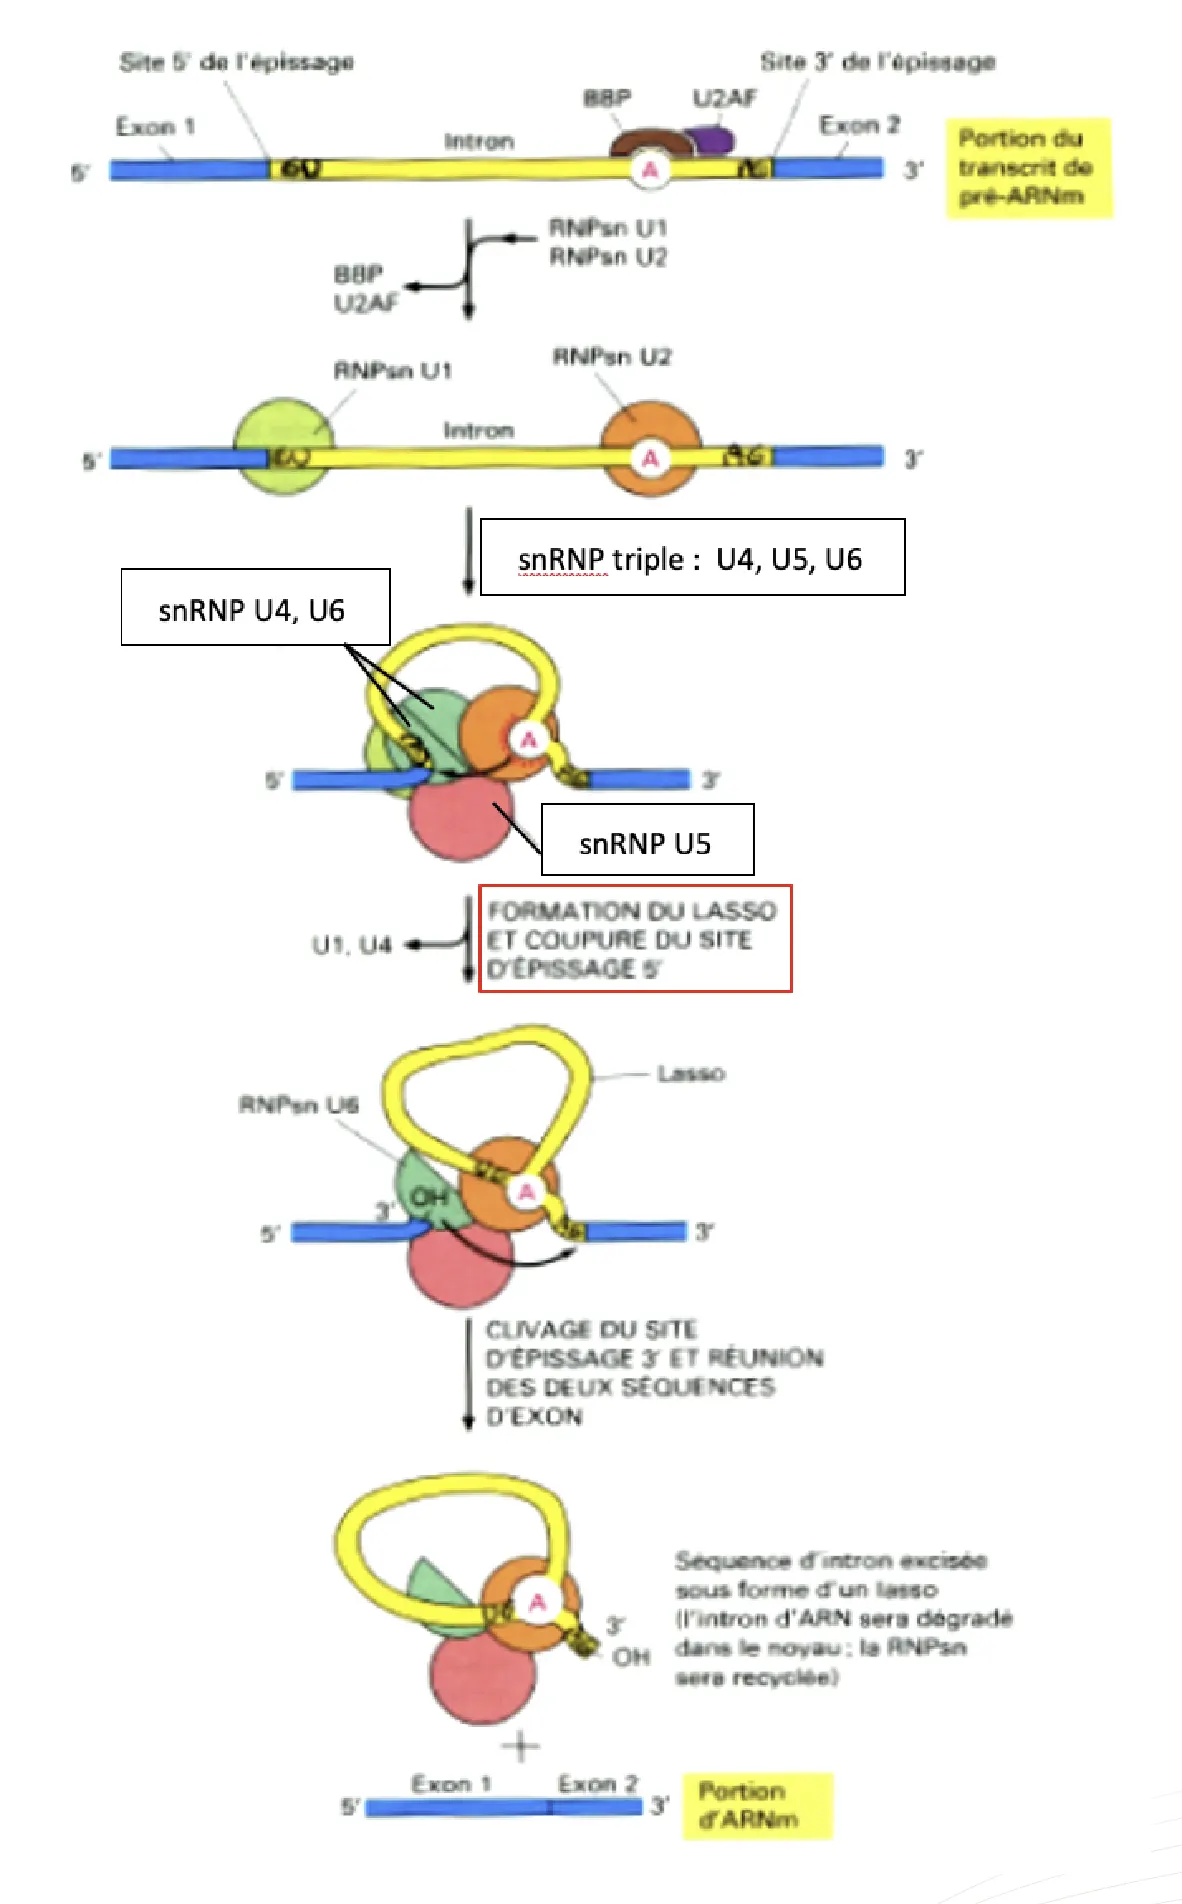 Site 5' de l'épissage
Site 3' de l'épissage
BBP
U2AF
Exon 1
Intron
Exon 2
5'
GU
A
AG
3'
Portion du
transcrit de
pré-ARNm
RNPsn U1
RNPsn U2
BBP
U2AF
RNPsn U1
RNPsn U2
Intron
5'
GU
A
AG
3'
snRNP triple : U4, U5, U6
snRNP U4, U6
A
5'
3'
snRNP U5
FORMATION DU LASSO
ET COUPURE DU SITE
D'ÉPISSAGE 5'
U1, U4
Lasso
RNPsn U6
OH
A
3'
5'
3'
CLIVAGE DU SITE
D'ÉPISSAGE 3' ET RÉUNION
DES DEUX SÉQUENCES
D'EXON
A
3'
OH
Séquence d'intron excisée
sous forme d'un lasso
(l'intron d'ARN sera dégradé
dans le noyau ; la RNPsn
sera recyclée)
+
Exon 1
Exon 2
5'
3'
Portion
d'ARNm